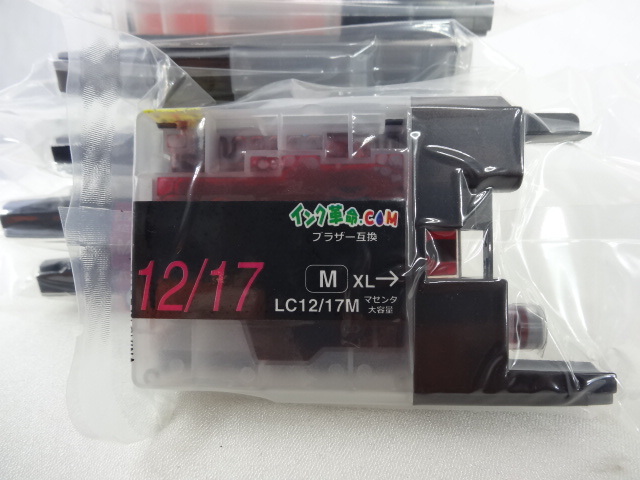 インク革命.COM
ブラザー互換
12/17
M XL→
LC12/17M マゼンタ
大容量